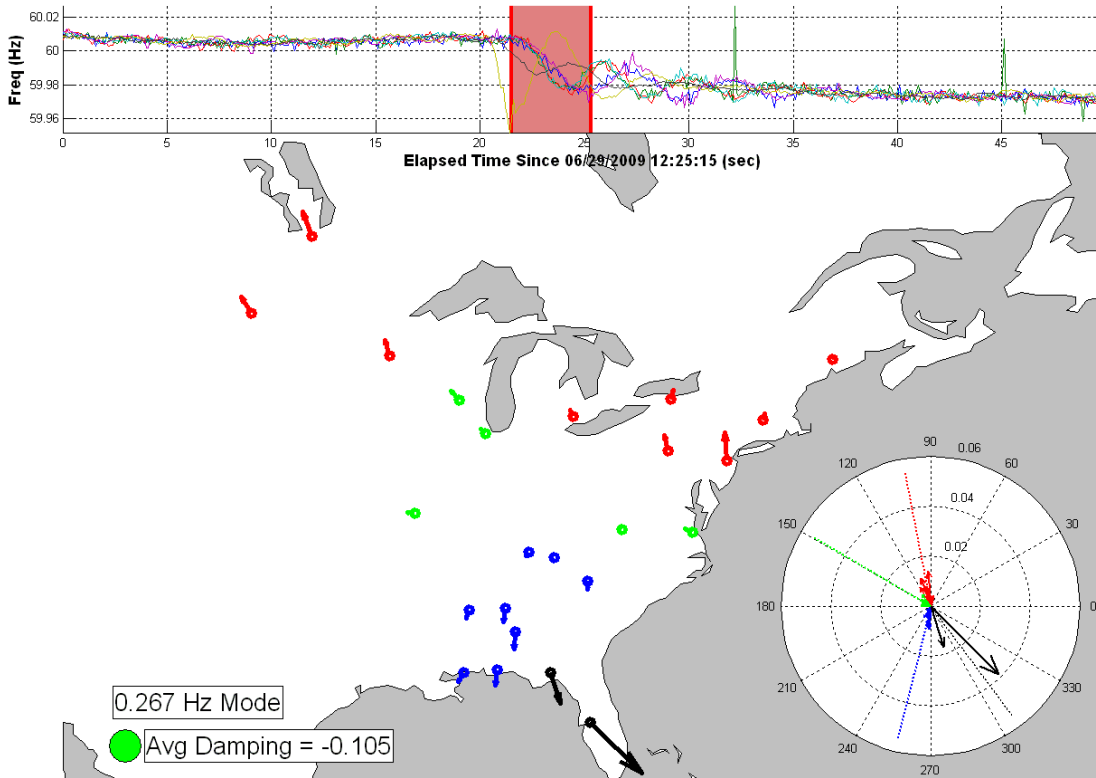 Freq (Hz)
60.02
60
59.98
59.96
0 5 10 15 20 25 30 35 40 45
Elapsed Time Since 06/29/2009 12:25:15 (sec)
90 0.06
120 60
0.04
150 30
0.02
180 0
210 330
240 300
270
0.267 Hz Mode
Avg Damping = -0.105